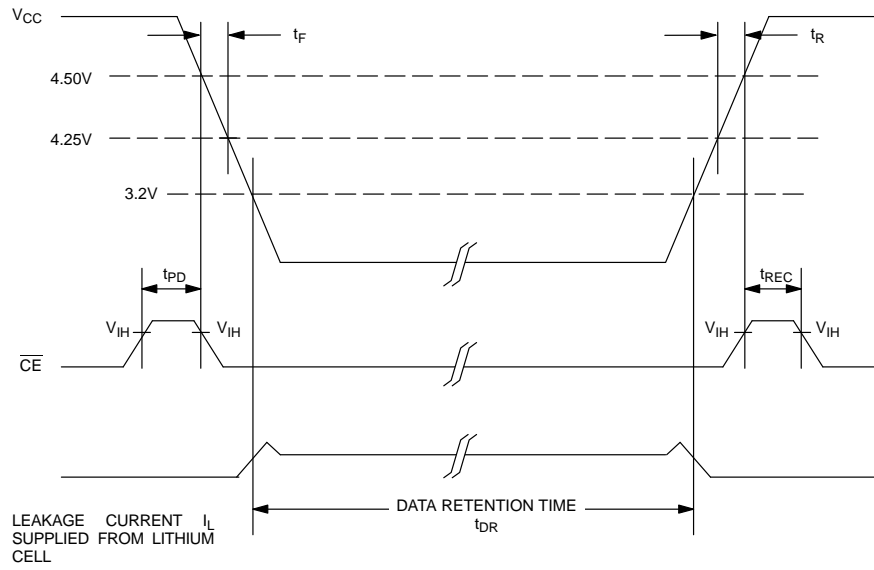 VCC
tF
tR
4.50V
4.25V
3.2V
tPD
tREC
VIH
VIH
VIH
VIH
CE
DATA RETENTION TIME
tDR
LEAKAGE CURRENT IL
SUPPLIED FROM LITHIUM
CELL